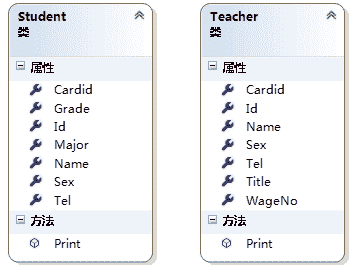 Student
类
属性
Cardid
Grade
Id
Major
Name
Sex
Tel
方法
Print
Teacher
类
属性
Cardid
Id
Name
Sex
Tel
Title
WageNo
方法
Print